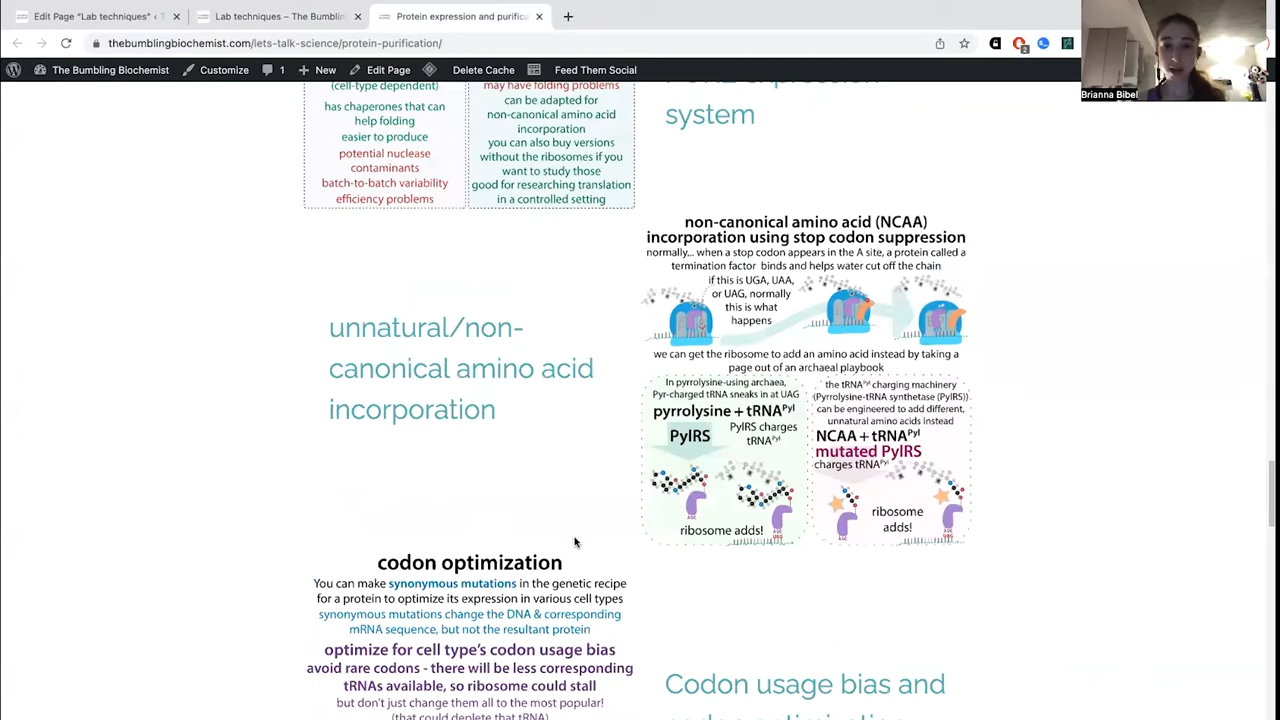 Edit Page “Lab techniques” ‹ T
Lab techniques – The Bumbling
Protein expression and purifica
thebumblingbiochemist.com/lets-talk-science/protein-purification/
2
The Bumbling Biochemist
Customize
1
New
Edit Page
Delete Cache
Feed Them Social
Brianna Bibel
(cell-type dependent)
has chaperones that can
help folding
easier to produce
potential nuclease
contaminants
batch-to-batch variability
efficiency problems
may have folding problems
can be adapted for
non-canonical amino acid
incorporation
you can also buy versions
without the ribosomes if you
want to study those
good for researching translation
in a controlled setting
system
unnatural/non-
canonical amino acid
incorporation
non-canonical amino acid (NCAA)
incorporation using stop codon suppression
normally... when a stop codon appears in the A site, a protein called a
termination factor binds and helps water cut off the chain
if this is UGA, UAA,
or UAG, normally
this is what
happens
we can get the ribosome to add an amino acid instead by taking a
page out of an archaeal playbook
In pyrrolysine-using archaea,
Pyr-charged tRNA sneaks in at UAG
pyrrolysine + tRNAPyl
PylRS
PylRS charges
tRNAPyl
ribosome adds!
the tRNAPyl charging machinery
(Pyrrolysine-tRNA synthetase (PylRS))
can be engineered to add different,
unnatural amino acids instead
NCAA + tRNAPyl
mutated PylRS
charges tRNAPyl
ribosome
adds!
codon optimization
You can make synonymous mutations in the genetic recipe
for a protein to optimize its expression in various cell types
synonymous mutations change the DNA & corresponding
mRNA sequence, but not the resultant protein
optimize for cell type’s codon usage bias
avoid rare codons - there will be less corresponding
tRNAs available, so ribosome could stall
but don’t just change them all to the most popular!
(that could deplete that tRNA)
Codon usage bias and